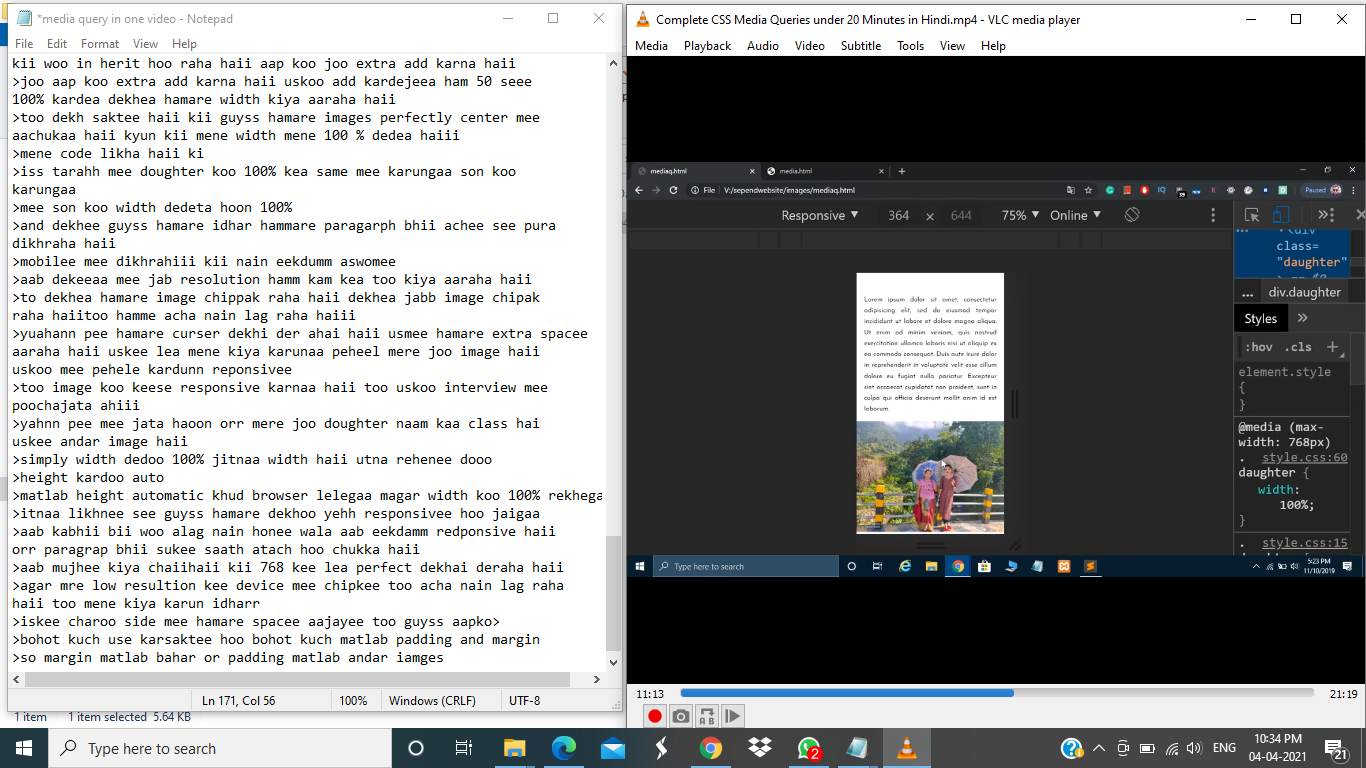 *media query in one video - Notepad
File Edit Format View Help
kii woo in herit hoo raha haii aap koo joo extra add karna haii
>joo aap koo extra add karna haii uskoo add kardejeea ham 50 seee
100% kardea dekhea hamare width kiya aaraha haii
>too dekh saktee haii kii guyss hamare images perfectly center mee
aachukaa haii kyun kii mene width mene 100 % dedea haiii
>mene code likha haii ki
>iss tarahh mee doughter koo 100% kea same mee karungaa son koo
karungaa
>mee son koo width dedeta hoon 100%
>and dekhee guyss hamare idhar hammare paragarph bhii achee see pura
dikhraha haii
>mobilee mee dikhrahiii kii nain eekdumm aswomee
>aab dekeeaa mee jab resolution hamm kam kea too kiya aaraha haii
>to dekhea hamare image chippak raha haii dekhea jabb image chipak
raha haiitoo hamme acha nain lag raha haiii
>yuahann pee hamare curser dekhi der ahai haii usmee hamare extra spacee
aaraha haii uskee lea mene kiya karunaa peheel mere joo image haii
uskoo mee pehele kardunn reponsivee
>too image koo keese responsive karnaa haii too uskoo interview mee
poochajata ahiii
>yahnn pee mee jata haoon orr mere joo doughter naam kaa class hai
uskee andar image haii
>simply width dedoo 100% jitnaa width haii utna rehenee dooo
>height kardoo auto
>matlab height automatic khud browser lelegaa magar width koo 100% rekhega
>itnaa likhnee see guyss hamare dekhoo yehh responsivee hoo jaigaa
>aab kabhii bii woo alag nain honee wala aab eekdamm redponsive haii
orr paragrap bhii sukee saath atach hoo chukka haii
>aab mujhee kiya chaiihaii kii 768 kee lea perfect dekhai deraha haii
>agar mre low resultion kee device mee chipkee too acha nain lag raha
haii too mene kiya karun idharr
>iskee charoo side mee hamare spacee aajayee too guyss aapko>
>bohot kuch use karsaktee hoo bohot kuch matlab padding and margin
>so margin matlab bahar or padding matlab andar iamges
Ln 171, Col 56 100% Windows (CRLF) UTF-8
1 item 1 item selected 5.64 KB
Complete CSS Media Queries under 20 Minutes in Hindi.mp4 - VLC media player
Media Playback Audio Video Subtitle Tools View Help
mediaq.html media.html
File V:/sependwebsite/images/mediaq.html Paused
Responsive 364 × 644 75% Online
<div
class=
"daughter"
... div.daughter
Styles
:hov .cls +
element.style
{
}
@media (max-
width: 768px)
. style.css:60
daughter {
width:
100%;
}
. style.css:15
Lorem ipsum dolor sit amet, consectetur
adipisicing elit, sed do eiusmod tempor
incididunt ut labore et dolore magna aliqua.
Ut enim ad minim veniam, quis nostrud
exercitation ullamco laboris nisi ut aliquip ex
ea commodo consequat. Duis aute irure dolor
in reprehenderit in voluptate velit esse cillum
dolore eu fugiat nulla pariatur. Excepteur
sint occaecat cupidatat non proident, sunt in
culpa qui officia deserunt mollit anim id est
laborum.
Type here to search
5:23 PM
11/10/2019
11:13 21:19
Type here to search
2
ENG
10:34 PM
04-04-2021
21